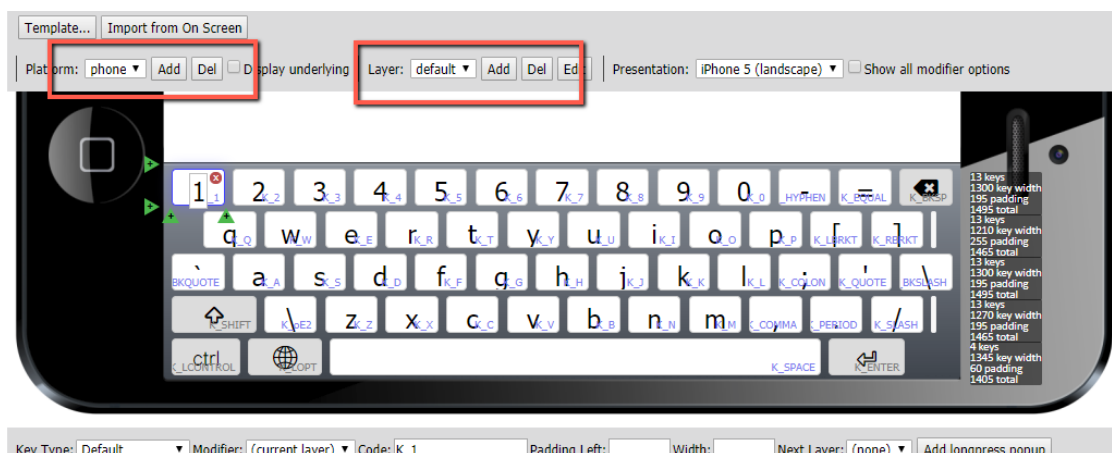 Template... Import from On Screen
Platform: phone Add Del Display underlying Layer: default Add Del Edit Presentation: iPhone 5 (landscape) Show all modifier options
1 2 3 4 5 6 7 8 9 0 - =
_1 K_2 K_3 K_4 K_5 K_6 K_7 K_8 K_9 K_0 _HYPHEN K_EQUAL K_BKSP
q w e r t y u i o p [ ]
K_Q K_W K_E K_R K_T K_Y K_U K_I K_O K_P K_LBRKT K_RBRKT
` a s d f g h j k l ; ' \
BKQUOTE K_A K_S K_D K_F K_G K_H K_J K_K K_L K_COLON K_QUOTE BKSLASH
\ z x c v b n m , . /
K_SHIFT K_oE2 K_Z K_X K_C K_V K_B K_N K_M K_COMMA K_PERIOD K_SLASH
ctrl
K_LCONTROL K_LOPT K_SPACE K_ENTER
13 keys
1300 key width
195 padding
1495 total
13 keys
1210 key width
255 padding
1465 total
13 keys
1300 key width
195 padding
1495 total
13 keys
1270 key width
195 padding
1465 total
4 keys
1345 key width
60 padding
1405 total
Key Type: Default Modifier: (current layer) Code: K_1 Padding Left: Width: Next Layer: (none) Add longpress popup